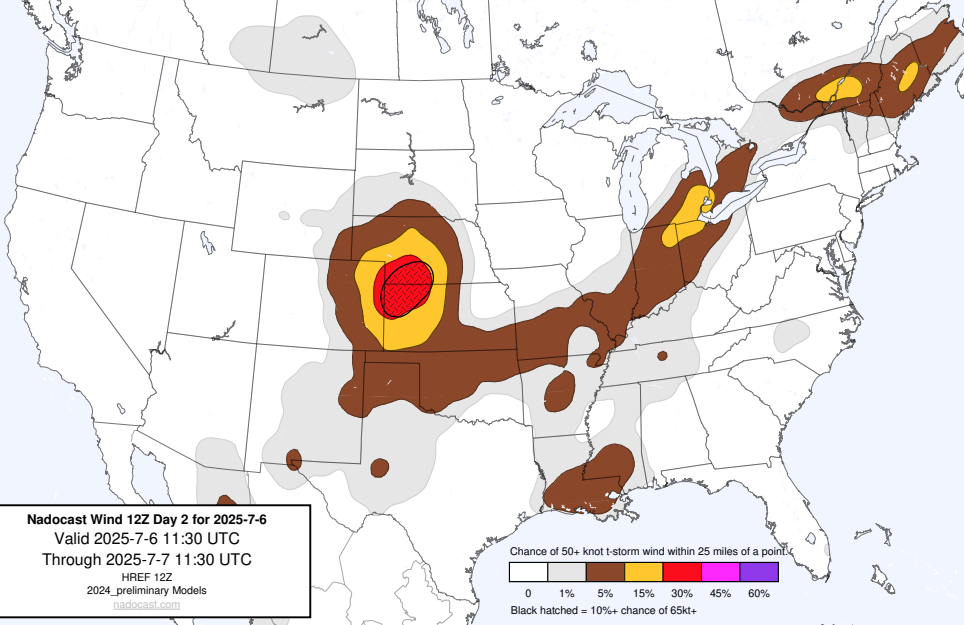 Nadocast Wind 12Z Day 2 for 2025-7-6
Valid 2025-7-6 11:30 UTC
Through 2025-7-7 11:30 UTC
HREF 12Z
2024_preliminary Models
nadocast.com
Chance of 50+ knot t-storm wind within 25 miles of a point.
0 1% 5% 15% 30% 45% 60%
Black hatched = 10%+ chance of 65kt+